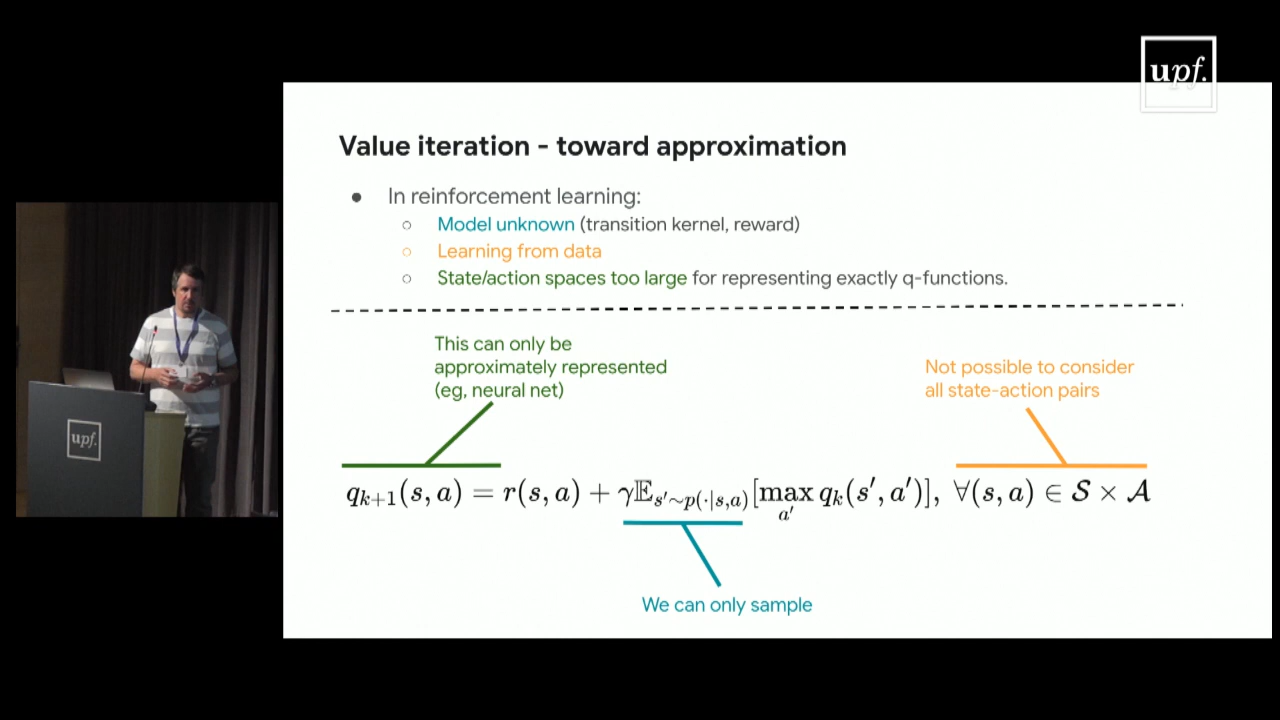 upf.
Value iteration - toward approximation
● In reinforcement learning:
○ Model unknown (transition kernel, reward)
○ Learning from data
○ State/action spaces too large for representing exactly q-functions.
This can only be
approximately represented
(eg, neural net)
Not possible to consider
all state-action pairs
qₖ₊₁(s, a) = r(s, a) + γ𝔼_{s′∼p(·|s,a)}[max_{a′} qₖ(s′, a′)], ∀(s, a) ∈ 𝒮 × 𝒜
We can only sample
upf.